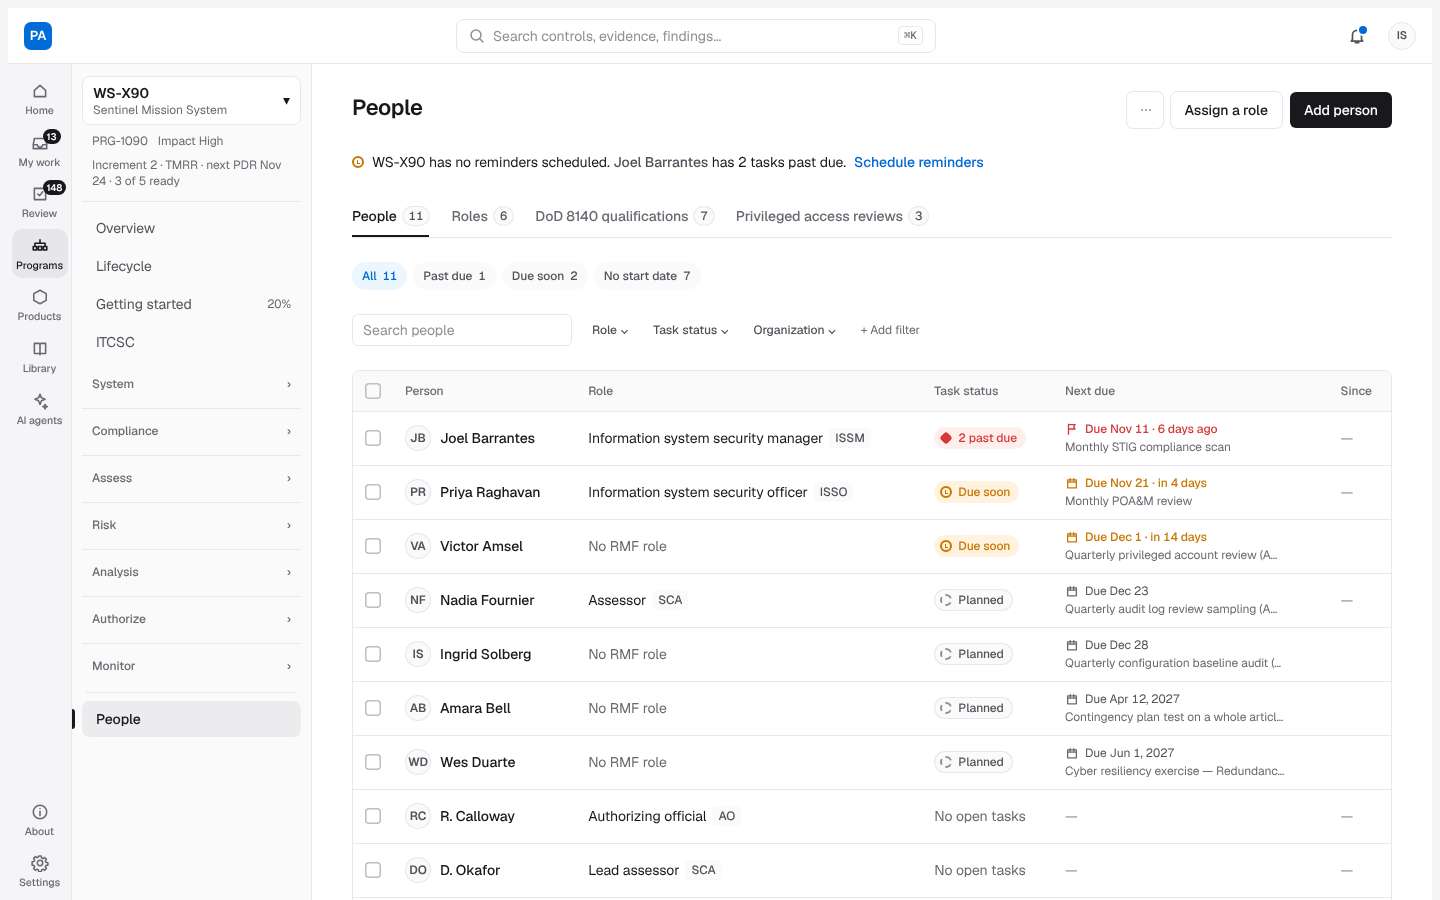 PA
Search controls, evidence, findings...
⌘K
IS
Home
13
My work
148
Review
Programs
Products
Library
AI agents
About
Settings
WS-X90
Sentinel Mission System
PRG-1090 Impact High
Increment 2 · TMRR · next PDR Nov
24 · 3 of 5 ready
Overview
Lifecycle
Getting started 20%
ITCSC
System
Compliance
Assess
Risk
Analysis
Authorize
Monitor
People
People
Assign a role
Add person
WS-X90 has no reminders scheduled. Joel Barrantes has 2 tasks past due. Schedule reminders
People 11 Roles 6 DoD 8140 qualifications 7 Privileged access reviews 3
All 11 Past due 1 Due soon 2 No start date 7
Search people Role Task status Organization + Add filter
Person Role Task status Next due Since
JB Joel Barrantes Information system security manager ISSM 2 past due Due Nov 11 · 6 days ago —
Monthly STIG compliance scan
PR Priya Raghavan Information system security officer ISSO Due soon Due Nov 21 · in 4 days —
Monthly POA&M review
VA Victor Amsel No RMF role Due soon Due Dec 1 · in 14 days
Quarterly privileged account review (A...
NF Nadia Fournier Assessor SCA Planned Due Dec 23 —
Quarterly audit log review sampling (A...
IS Ingrid Solberg No RMF role Planned Due Dec 28
Quarterly configuration baseline audit (...
AB Amara Bell No RMF role Planned Due Apr 12, 2027
Contingency plan test on a whole articl...
WD Wes Duarte No RMF role Planned Due Jun 1, 2027
Cyber resiliency exercise — Redundanc...
RC R. Calloway Authorizing official AO No open tasks — —
DO D. Okafor Lead assessor SCA No open tasks — —